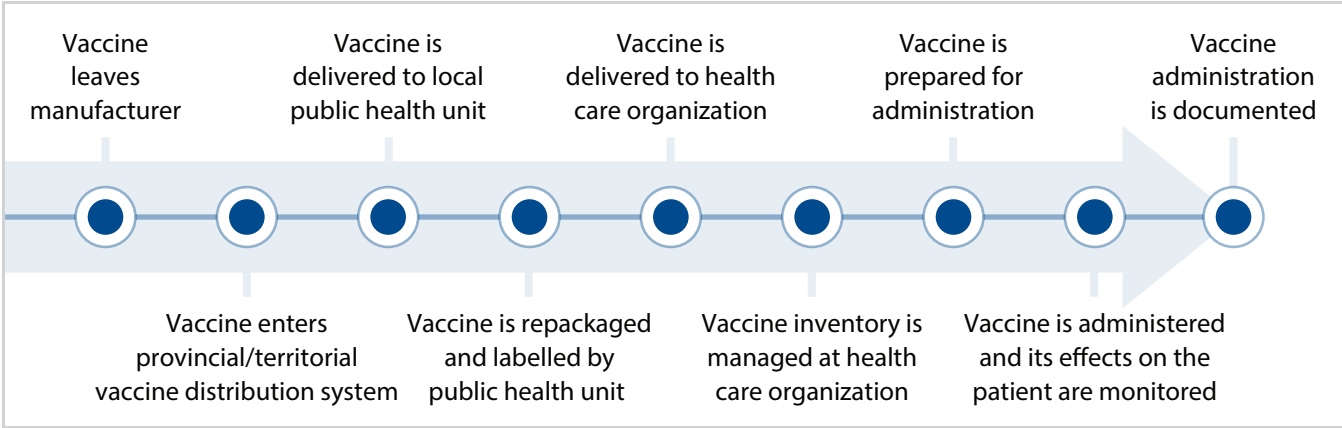 Vaccine
leaves
manufacturer
Vaccine enters
provincial/territorial
vaccine distribution system
Vaccine is
delivered to local
public health unit
Vaccine is repackaged
and labelled by
public health unit
Vaccine is
delivered to health
care organization
Vaccine inventory is
managed at health
care organization
Vaccine is
prepared for
administration
Vaccine is administered
and its effects on the
patient are monitored
Vaccine
administration
is documented